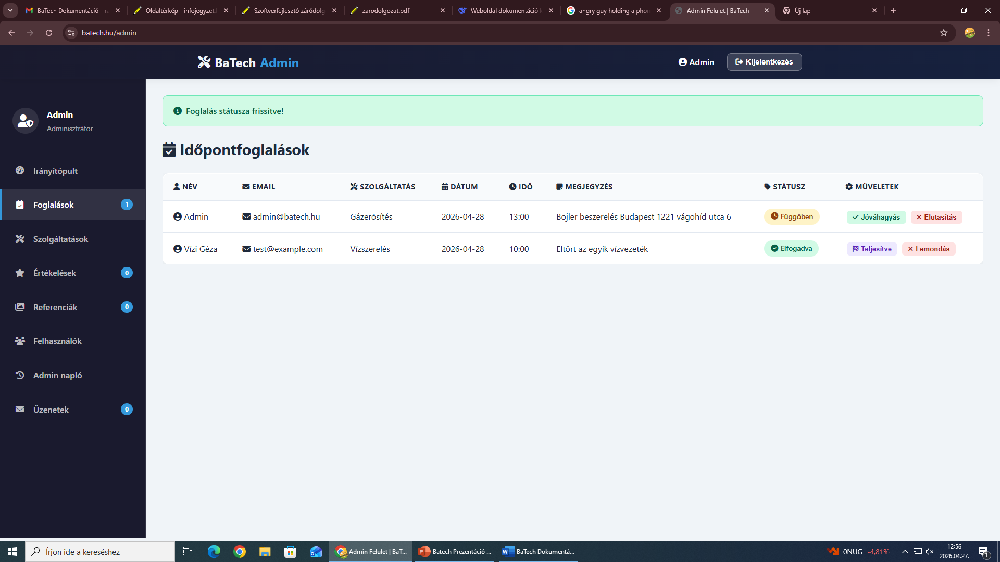 BaTech Dokumentáció - ra
Oldaltérkép - infojegyzet.h
Szoftverfejlesztő záródolg
zarodolgozat.pdf
Weboldal dokumentáció k
angry guy holding a phon
Admin Felület | BaTech
Új lap
batech.hu/admin
BaTech Admin
Admin
Kijelentkezés
Admin
Adminisztrátor
Irányítópult
Foglalások 1
Szolgáltatások
Értékelések 0
Referenciák 0
Felhasználók
Admin napló
Üzenetek 0
Foglalás státusza frissítve!
Időpontfoglalások
NÉV EMAIL SZOLGÁLTATÁS DÁTUM IDŐ MEGJEGYZÉS STÁTUSZ MŰVELETEK
Admin admin@batech.hu Gázerősítés 2026-04-28 13:00 Bojler beszerelés Budapest 1221 vágohíd utca 6 Függőben Jóváhagyás Elutasítás
Vízi Géza test@example.com Vízszerelés 2026-04-28 10:00 Eltört az egyik vízvezeték Elfogadva Teljesítve Lemondás
Írjon ide a kereséshez
Admin Felület | BaT...
Batech Prezentáció ...
BaTech Dokumentá...
0NUG -4,81%
12:56
2026.04.27.
1